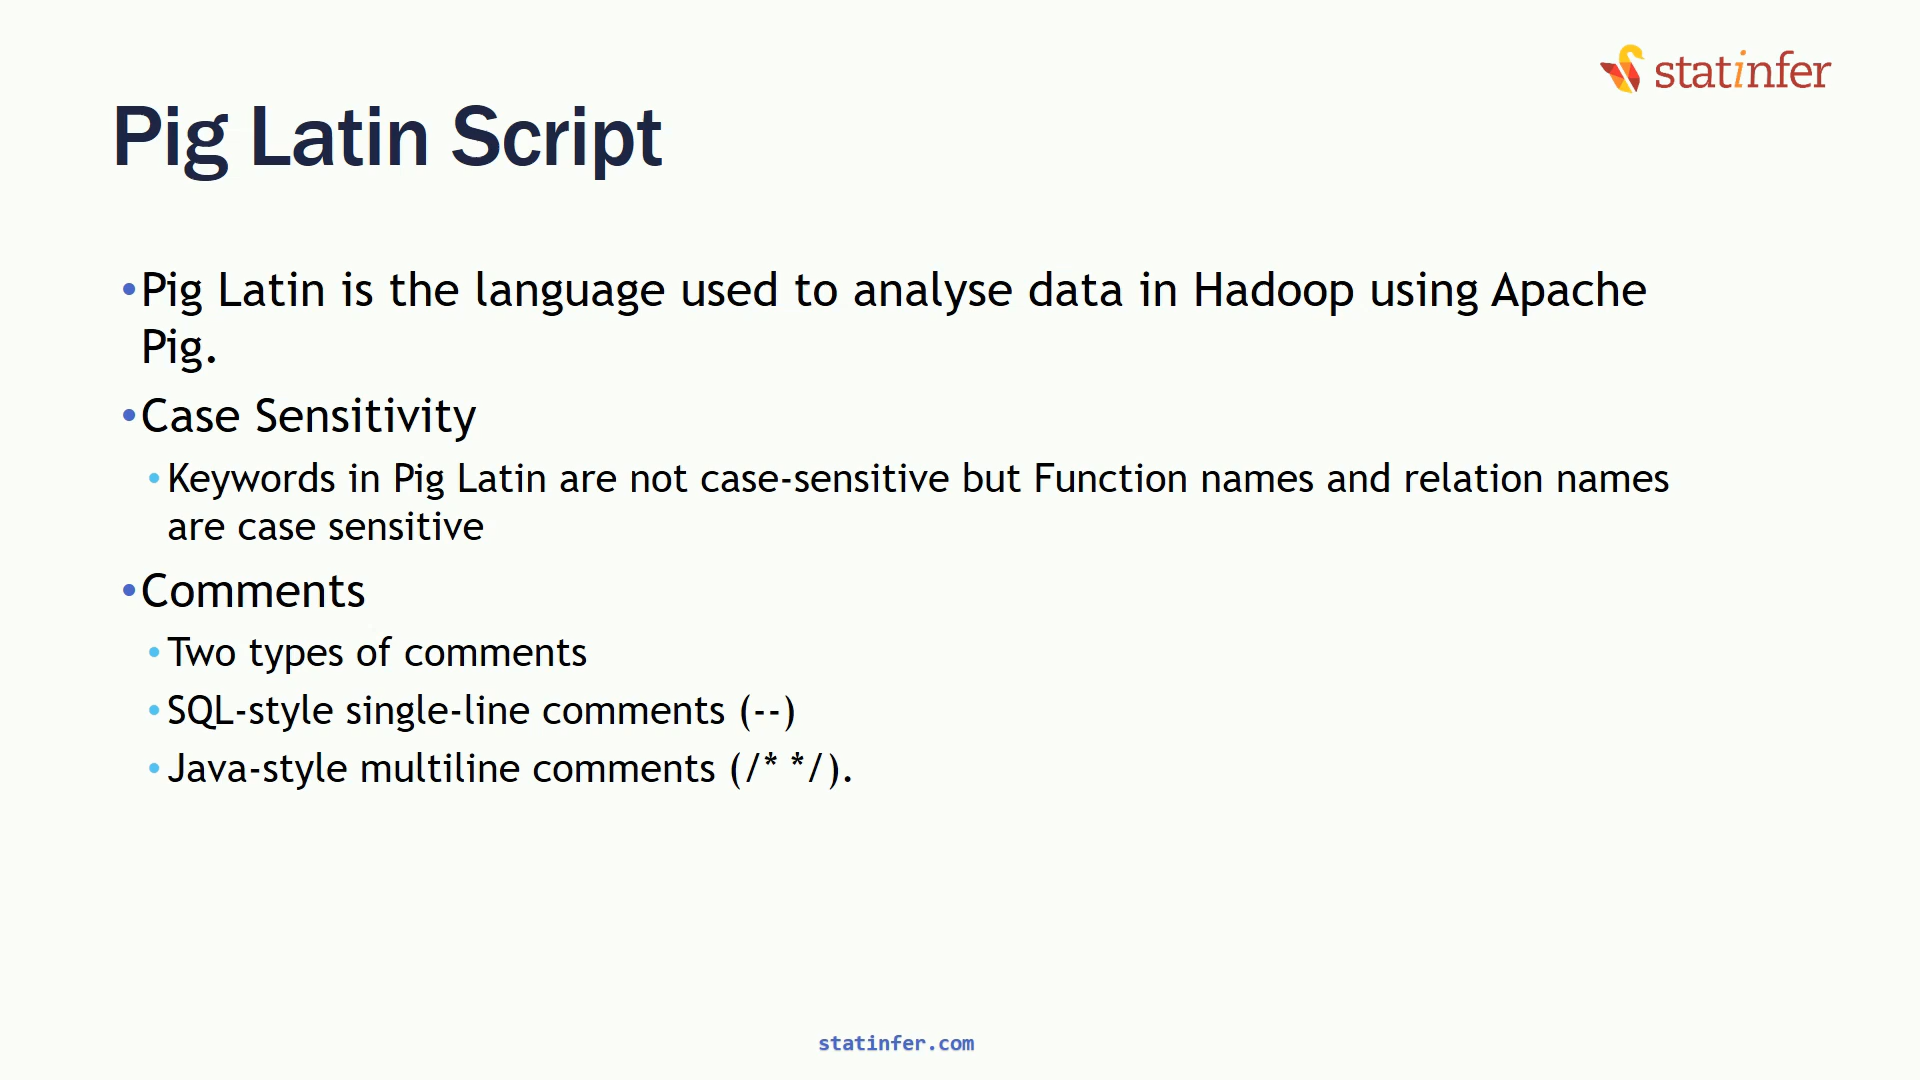 statinfer
Pig Latin Script
•Pig Latin is the language used to analyse data in Hadoop using Apache
Pig.
•Case Sensitivity
•Keywords in Pig Latin are not case-sensitive but Function names and relation names
are case sensitive
•Comments
•Two types of comments
•SQL-style single-line comments (--)
•Java-style multiline comments (/* */).
statinfer.com